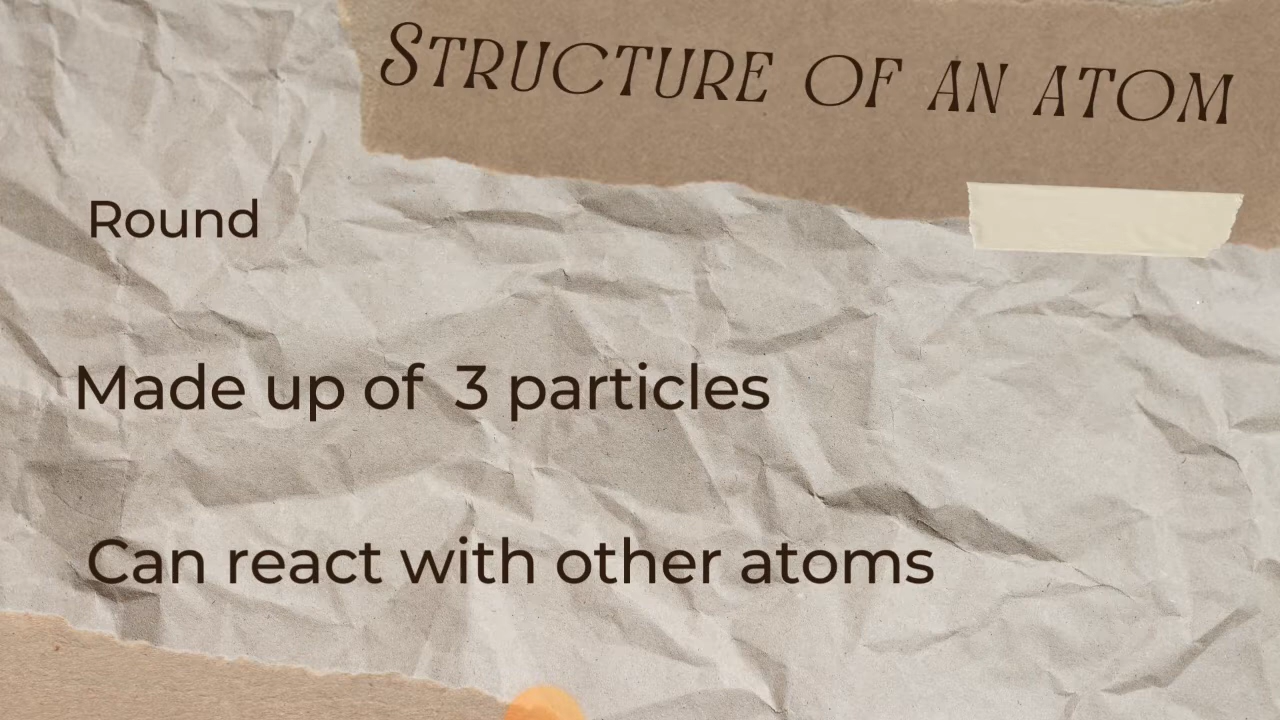 STRUCTURE OF AN ATOM
Round
Made up of 3 particles
Can react with other atoms